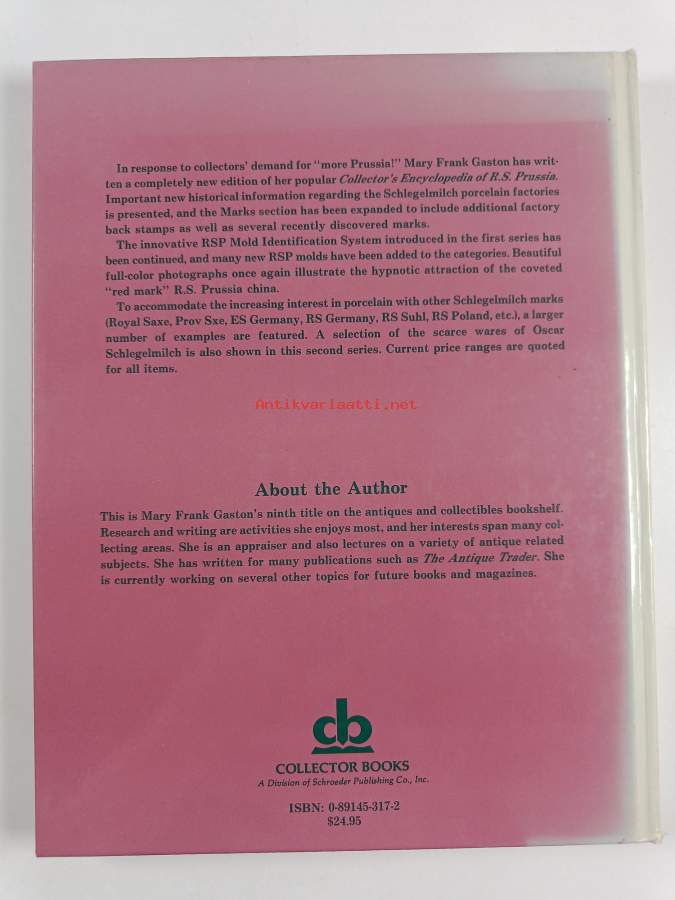 In response to collectors' demand for "more Prussia!" Mary Frank Gaston has writ-
ten a completely new edition of her popular Collector's Encyclopedia of R.S. Prussia.
Important new historical information regarding the Schlegelmilch porcelain factories
is presented, and the Marks section has been expanded to include additional factory
back stamps as well as several recently discovered marks.
The innovative RSP Mold Identification System introduced in the first series has
been continued, and many new RSP molds have been added to the categories. Beautiful
full-color photographs once again illustrate the hypnotic attraction of the coveted
"red mark" R.S. Prussia china.
To accommodate the increasing interest in porcelain with other Schlegelmilch marks
(Royal Saxe, Prov Sxe, ES Germany, RS Germany, RS Suhl, RS Poland, etc.), a larger
number of examples are featured. A selection of the scarce wares of Oscar
Schlegelmilch is also shown in this second series. Current price ranges are quoted
for all items.
Antikvariaatti.net
About the Author
This is Mary Frank Gaston's ninth title on the antiques and collectibles bookshelf.
Research and writing are activities she enjoys most, and her interests span many col-
lecting areas. She is an appraiser and also lectures on a variety of antique related
subjects. She has written for many publications such as The Antique Trader. She
is currently working on several other topics for future books and magazines.
cb
COLLECTOR BOOKS
A Division of Schroeder Publishing Co., Inc.
ISBN: 0-89145-317-2
$24.95